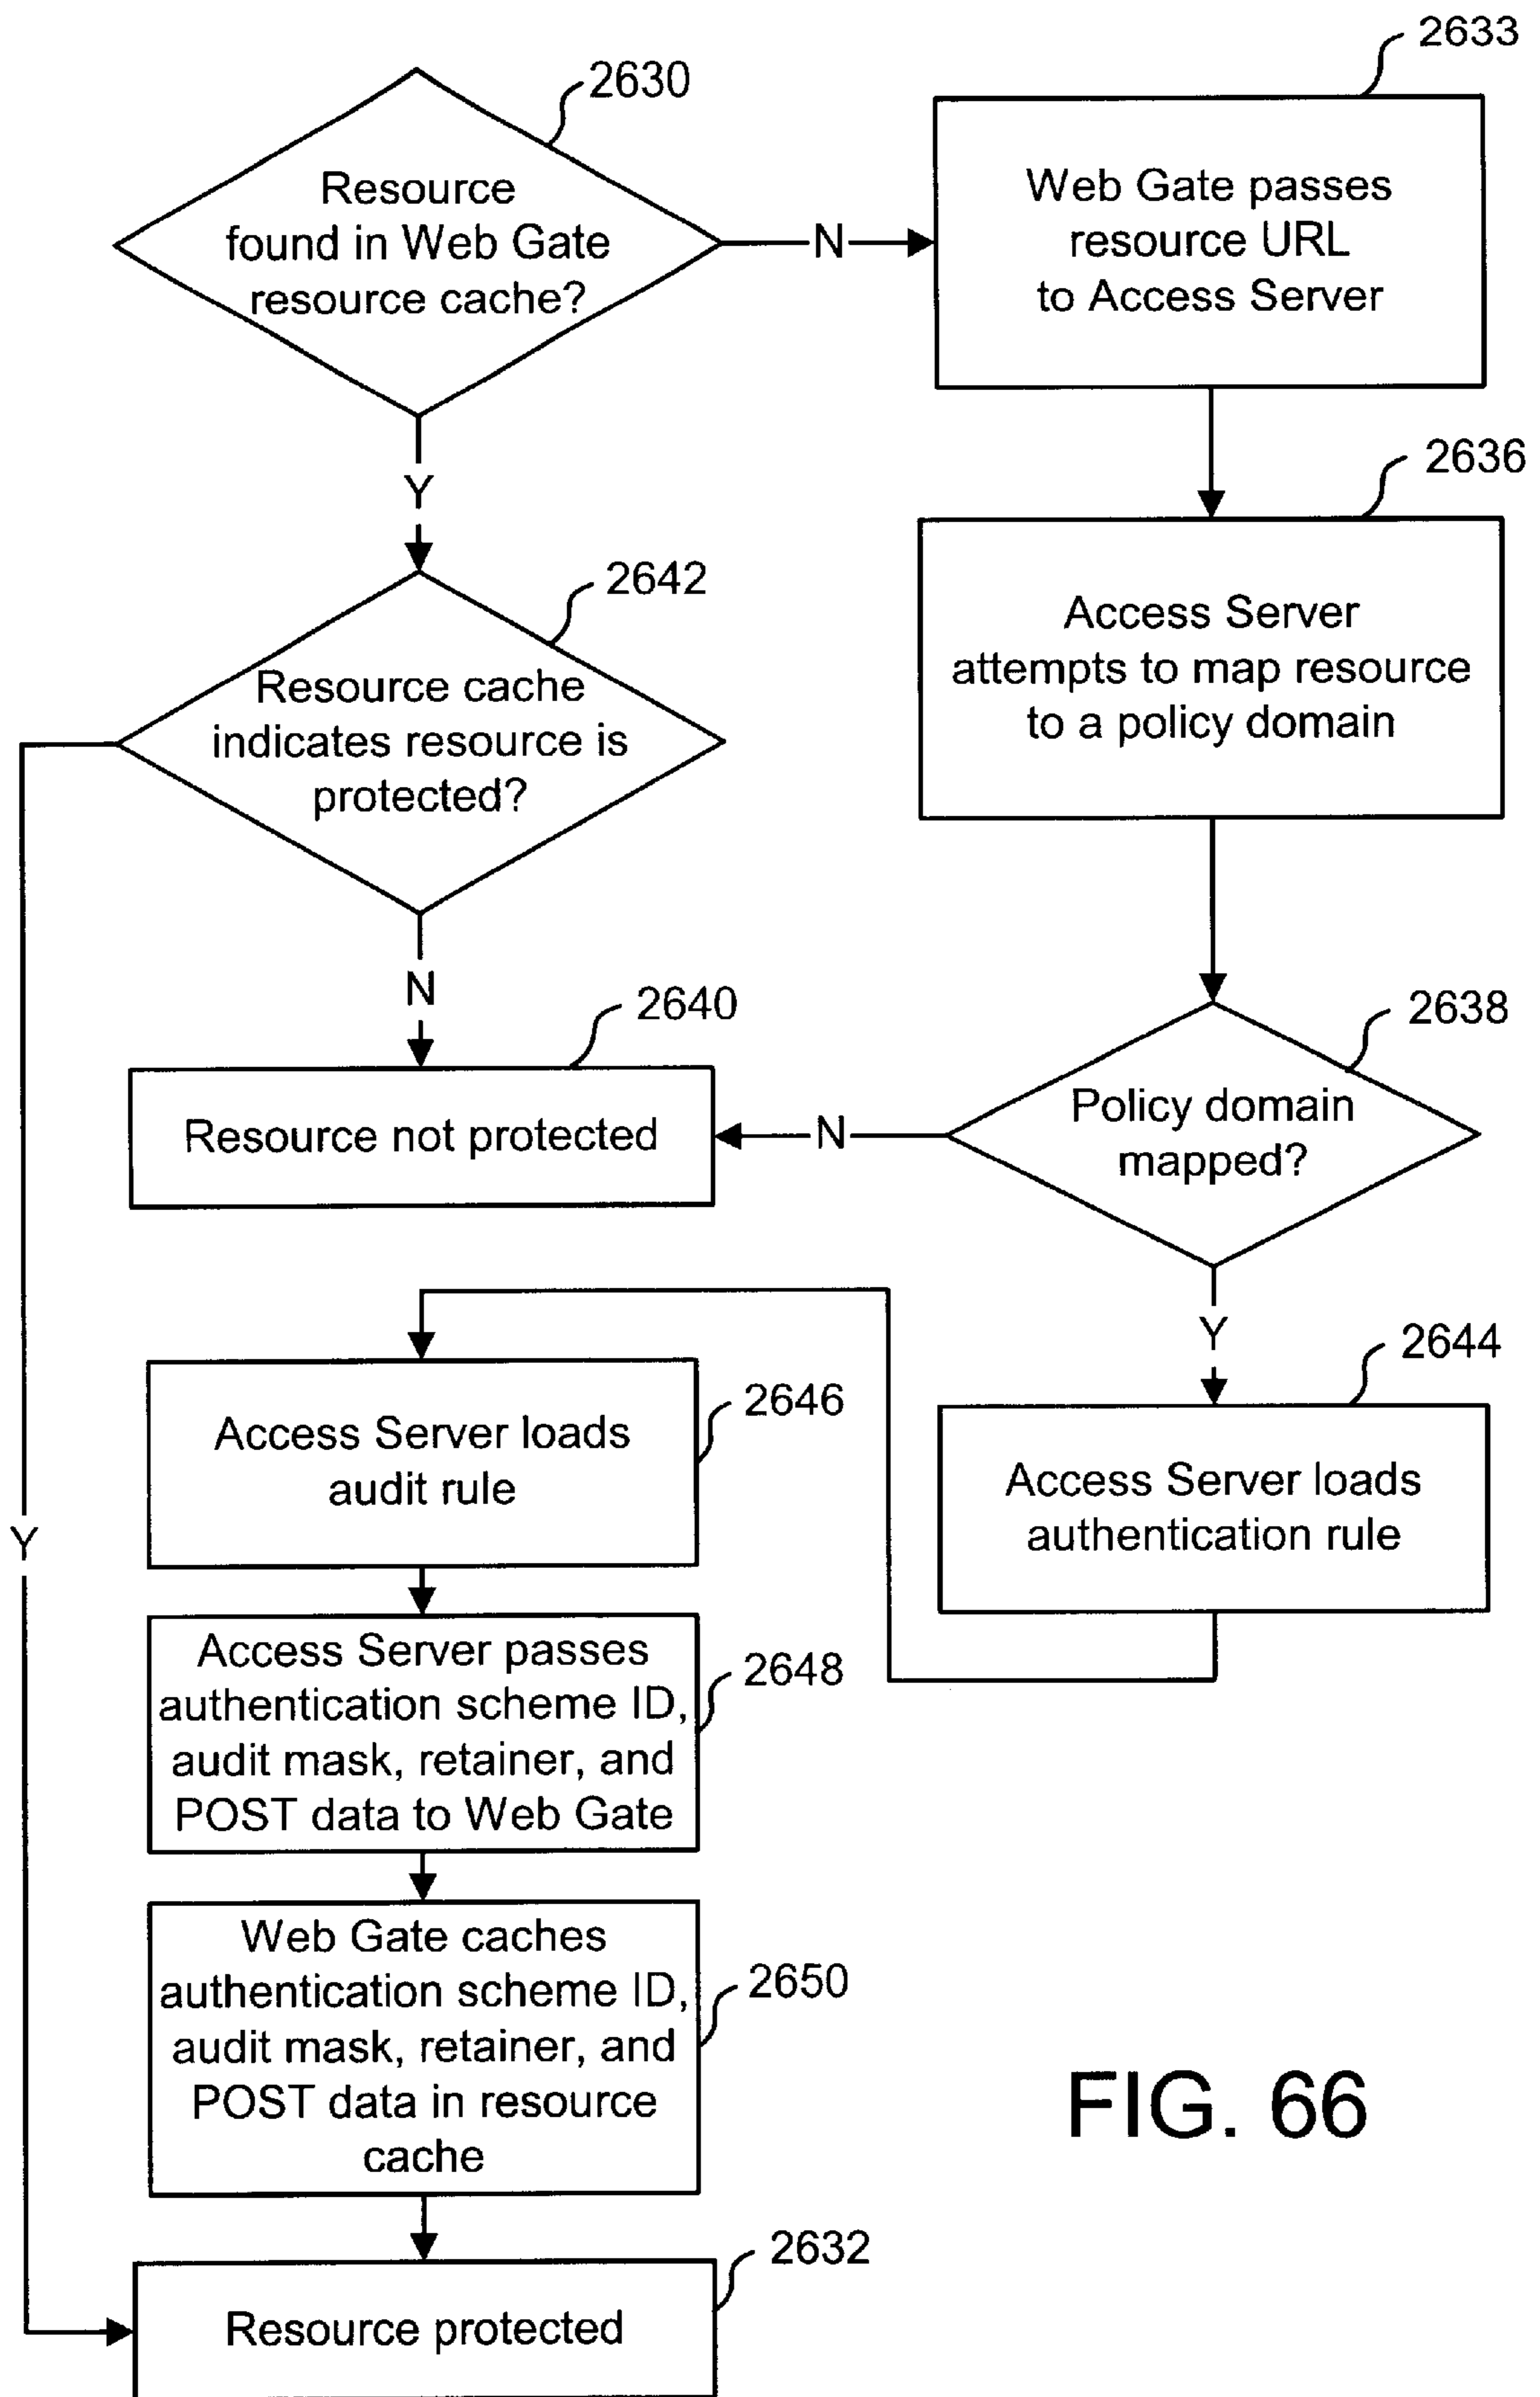 2630
Resource
found in Web Gate
resource cache?
N
2633
Web Gate passes
resource URL
to Access Server
Y
2636
Access Server
attempts to map resource
to a policy domain
2642
Resource cache
indicates resource is
protected?
N
2638
Policy domain
mapped?
N
2640
Resource not protected
Y
2644
Access Server loads
authentication rule
2646
Access Server loads
audit rule
Y
2648
Access Server passes
authentication scheme ID,
audit mask, retainer, and
POST data to Web Gate
2650
Web Gate caches
authentication scheme ID,
audit mask, retainer, and
POST data in resource
cache
2632
Resource protected
FIG. 66